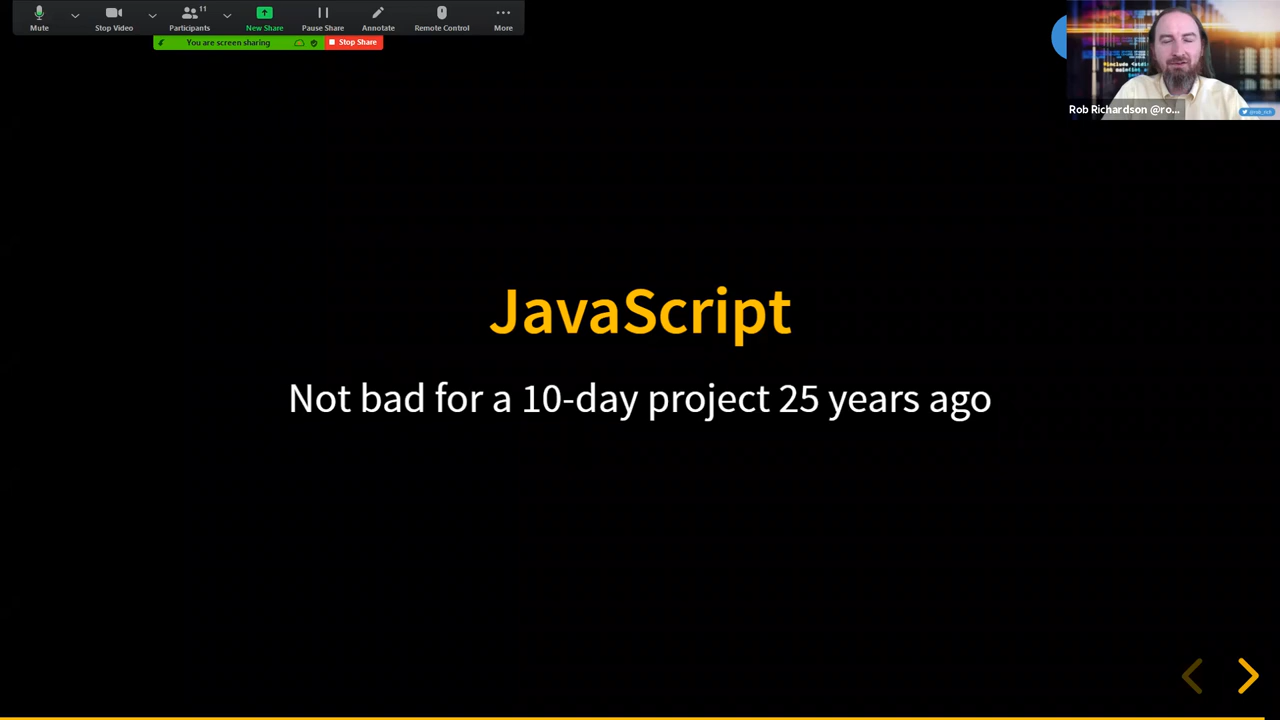 Mute
Stop Video
Participants
11
New Share
Pause Share
Annotate
Remote Control
More
You are screen sharing
Stop Share
Rob Richardson @ro...
JavaScript
Not bad for a 10-day project 25 years ago